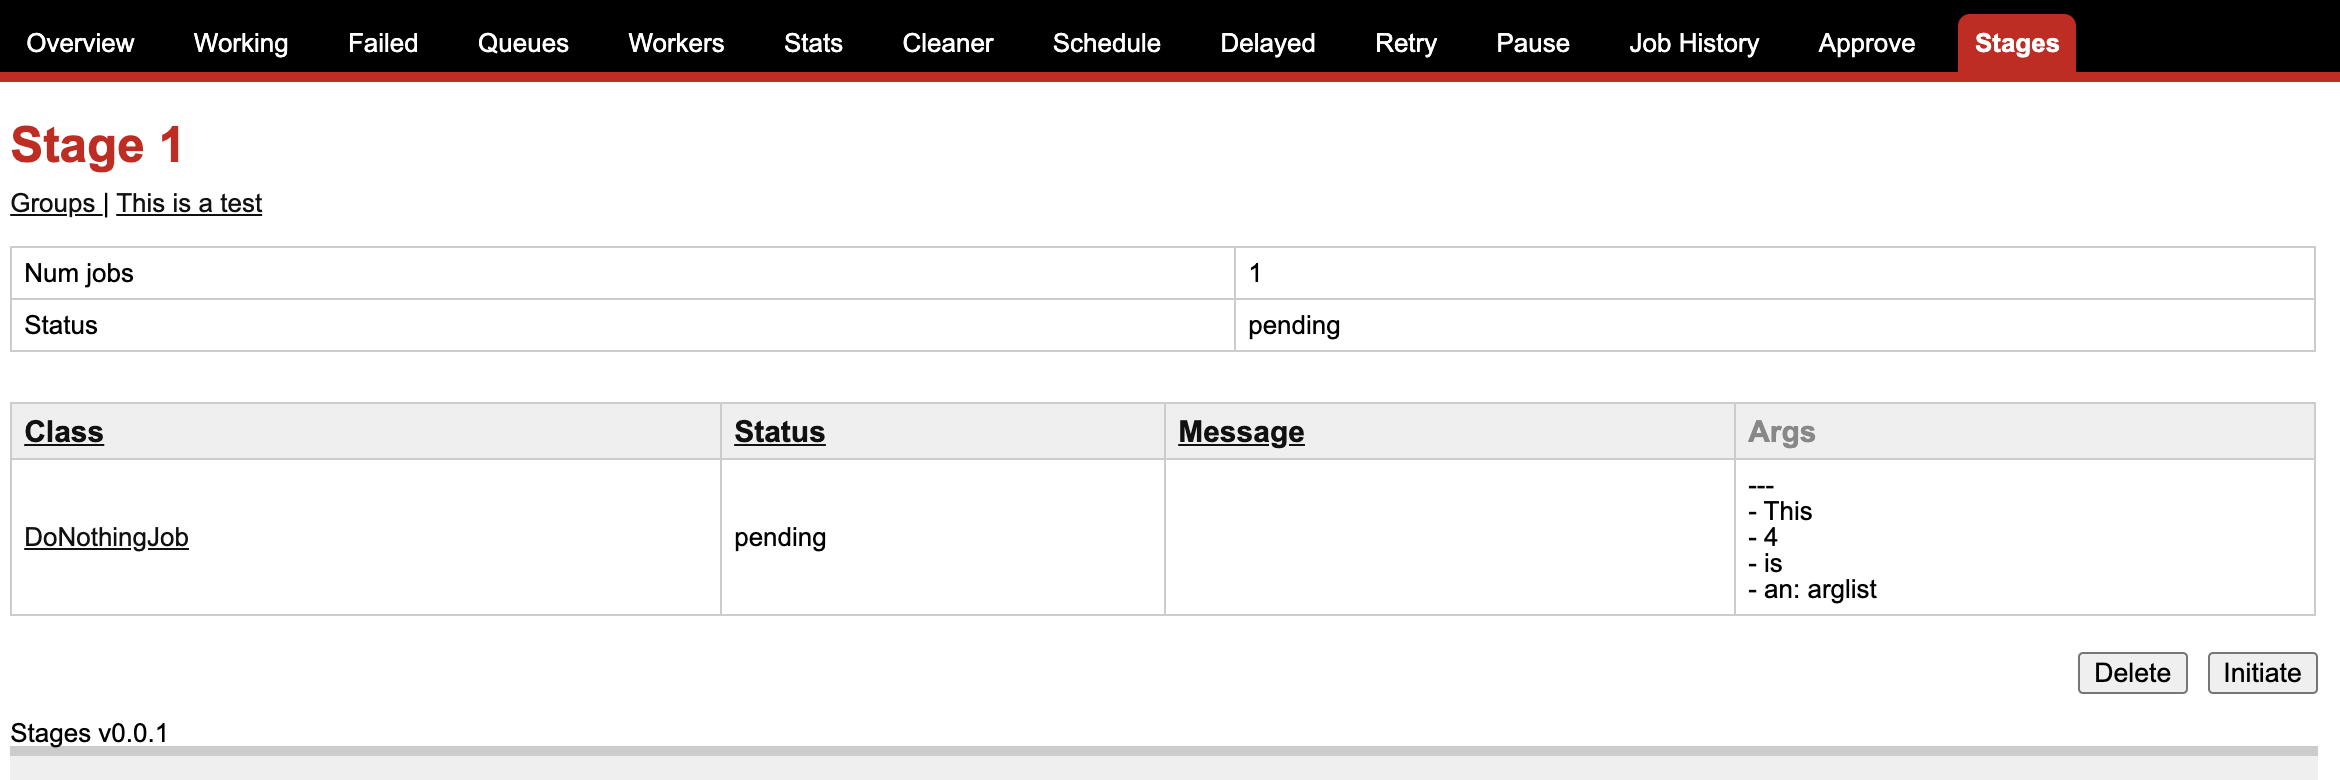 Overview Working Failed Queues Workers Stats Cleaner Schedule Delayed Retry Pause Job History Approve Stages
Stage 1
Groups | This is a test
Num jobs 1
Status pending
Class Status Message Args
DoNothingJob pending
---
- This
- 4
- is
- an: arglist
Delete Initiate
Stages v0.0.1